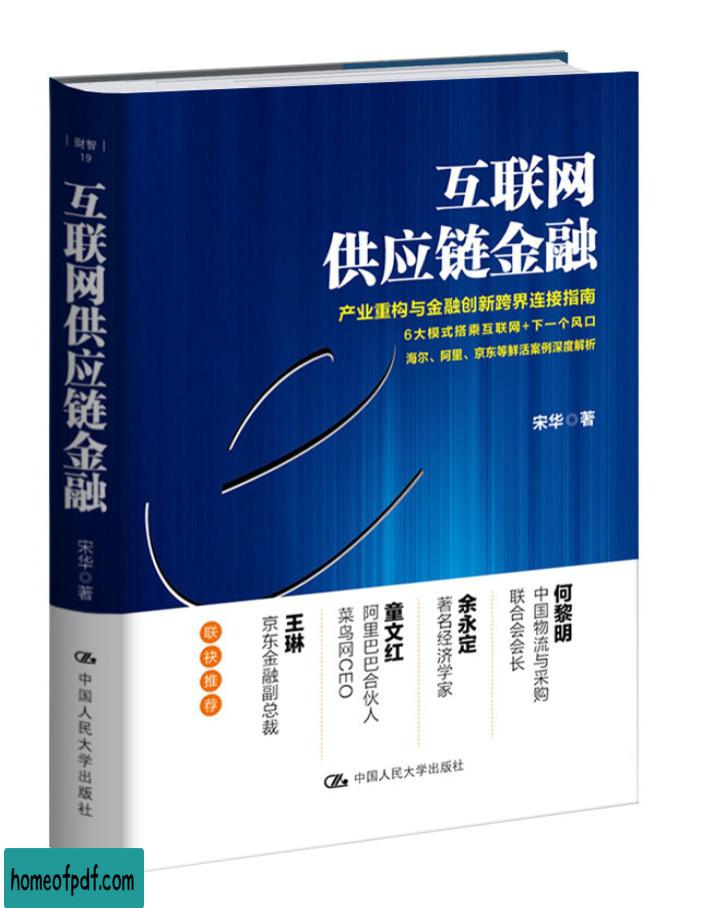 财智
19
互联网供应链金融
宋华◎著
中国人民大学出版社
互联网
供应链金融
产业重构与金融创新跨界连接指南
6大模式搭乘互联网+下一个风口
海尔、阿里、京东等鲜活案例深度解析
宋华◎著
何黎明
中国物流与采购
联合会会长
余永定
著名经济学家
童文红
阿里巴巴合伙人
菜鸟网CEO
王琳
京东金融副总裁
联袂推荐
中国人民大学出版社
homeofpdf.com